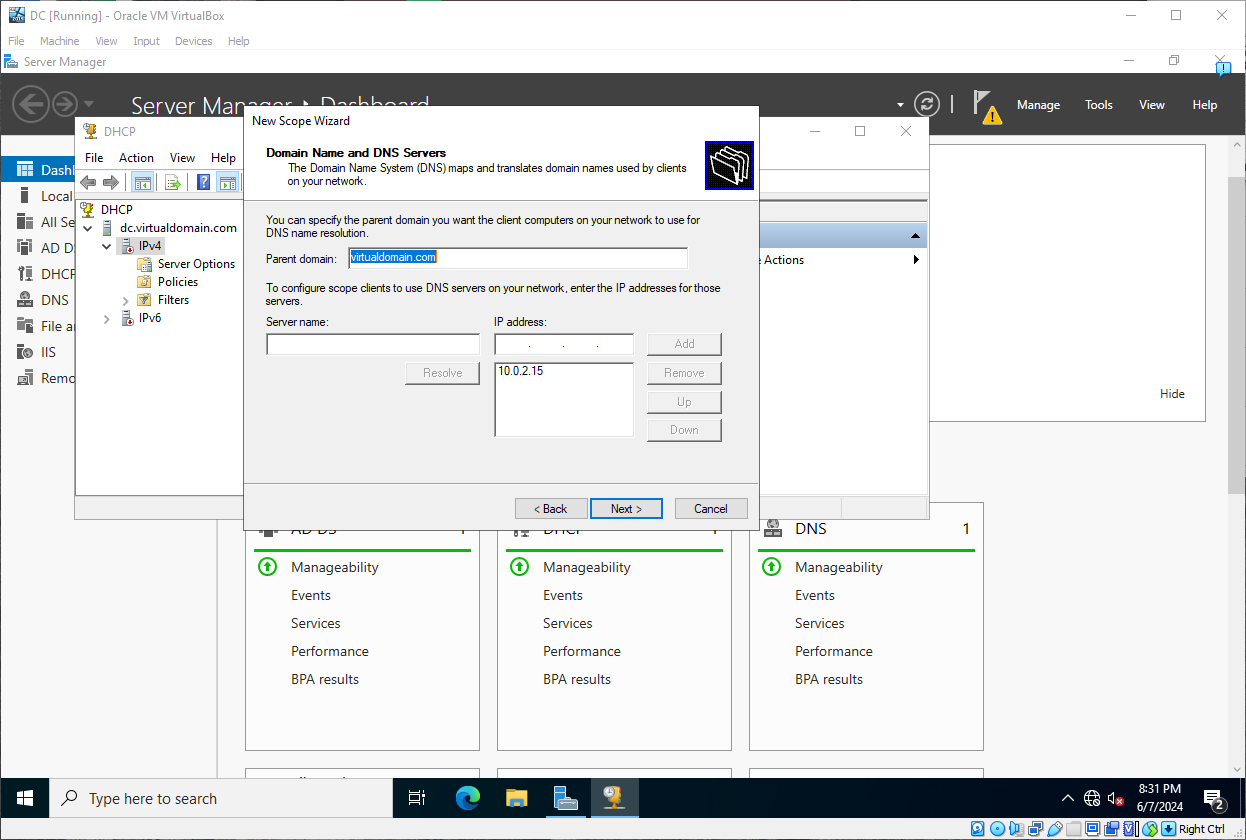 DC [Running] - Oracle VM VirtualBox
File Machine View Input Devices Help
Server Manager
Server Manager Dashboard
Manage Tools View Help
DHCP
File Action View Help
DHCP
dc.virtualdomain.com
IPv4
Server Options
Policies
Filters
IPv6
Local
DHCP
DNS
IIS
New Scope Wizard
Domain Name and DNS Servers
The Domain Name System (DNS) maps and translates domain names used by clients
on your network.
You can specify the parent domain you want the client computers on your network to use for
DNS name resolution.
Parent domain: virtualdomain.com
To configure scope clients to use DNS servers on your network, enter the IP addresses for those
servers.
Server name: IP address:
. . . Add
Resolve 10.0.2.15 Remove
Up
Down
< Back Next > Cancel
Actions
Hide
AD DS 1
Manageability
Events
Services
Performance
BPA results
DHCP 1
Manageability
Events
Services
Performance
BPA results
DNS 1
Manageability
Events
Services
Performance
BPA results
Type here to search
8:31 PM
6/7/2024
2
Right Ctrl